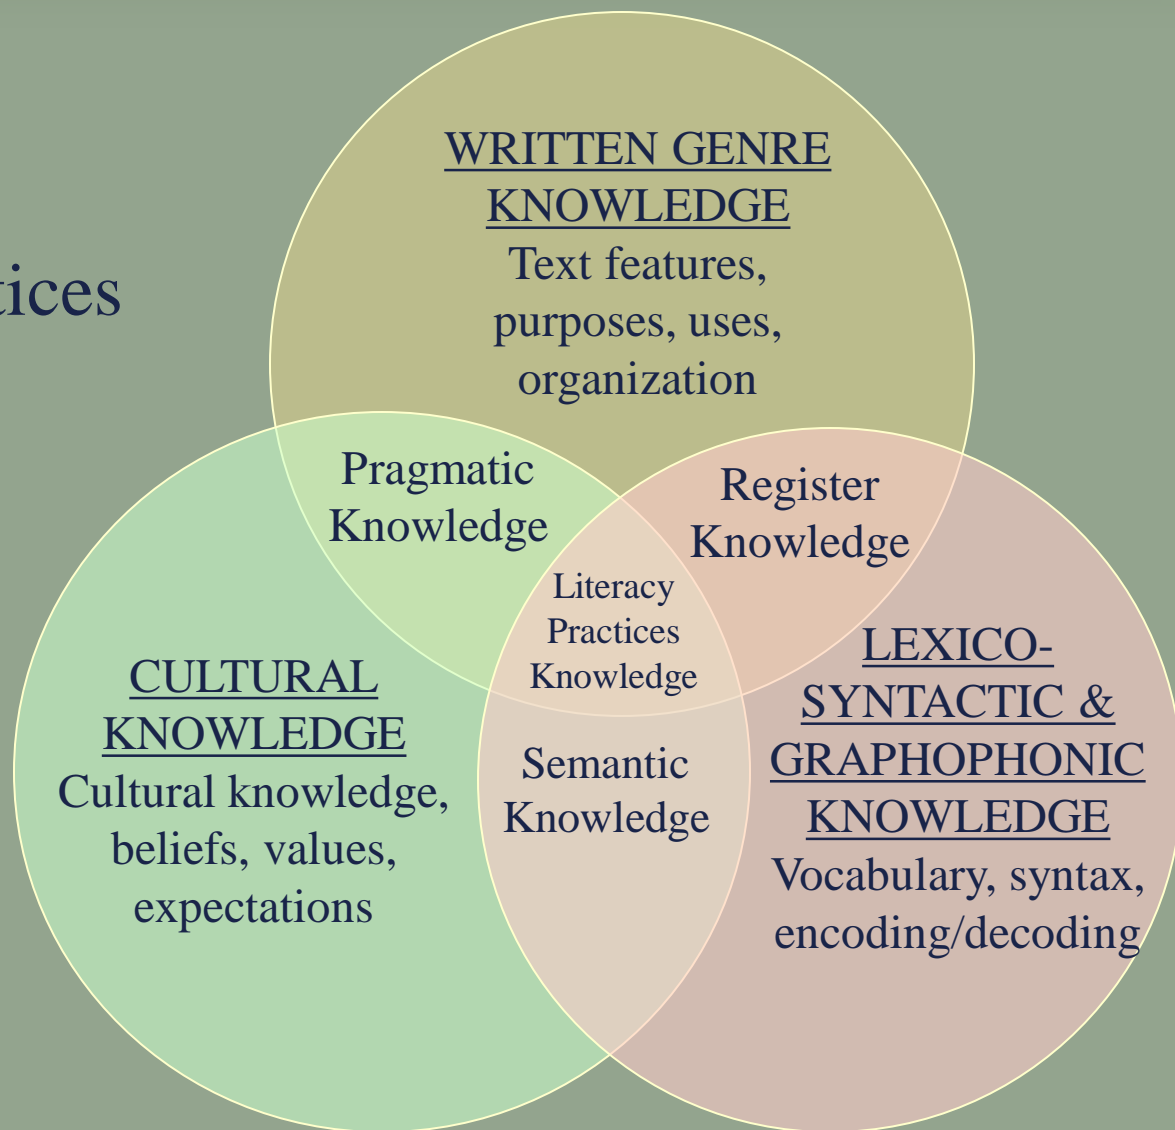 WRITTEN GENRE
KNOWLEDGE
Text features,
purposes, uses,
organization
tices
Pragmatic
Knowledge
Register
Knowledge
Literacy
Practices
Knowledge
CULTURAL
KNOWLEDGE
Cultural knowledge,
beliefs, values,
expectations
Semantic
Knowledge
LEXICO-
SYNTACTIC &
GRAPHOPHONIC
KNOWLEDGE
Vocabulary, syntax,
encoding/decoding